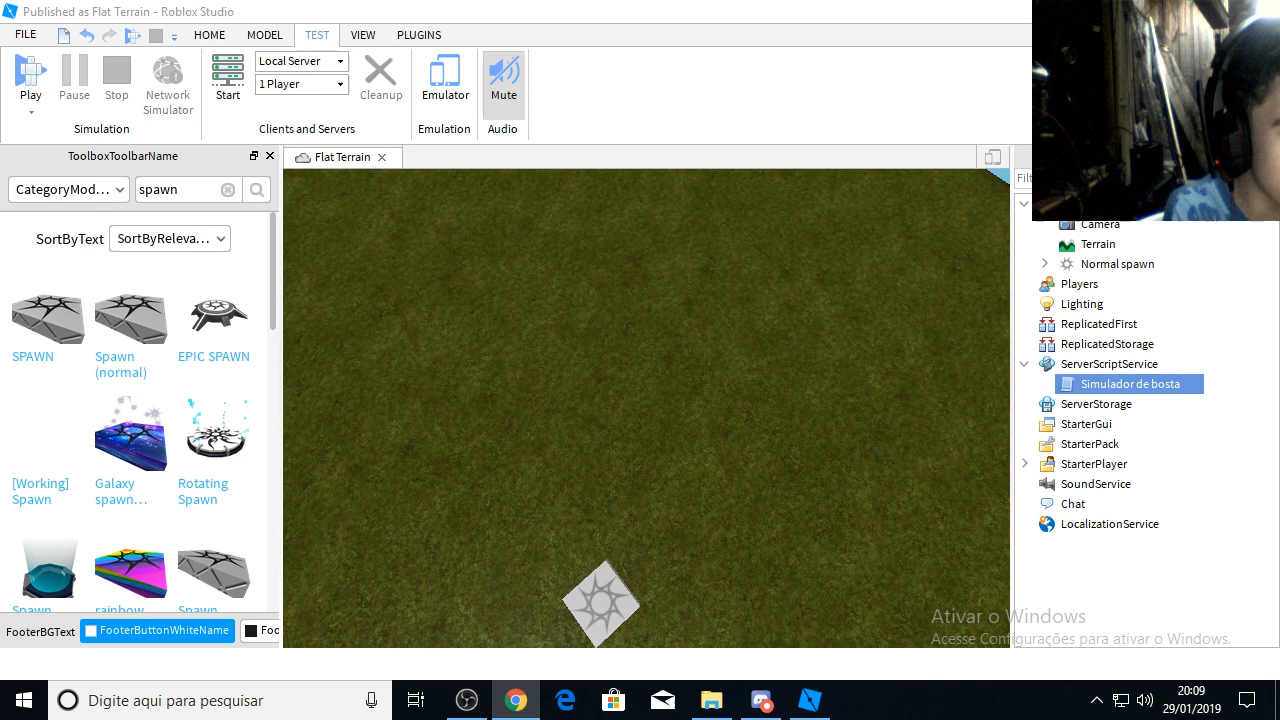 Published as Flat Terrain - Roblox Studio
FILE HOME MODEL TEST VIEW PLUGINS
Play Pause Stop Network Simulator
Simulation
Start Local Server 1 Player Cleanup
Clients and Servers
Emulator
Emulation
Mute
Audio
ToolboxToolbarName
CategoryMod... spawn
SortByText SortByReleva...
SPAWN
Spawn (normal)
EPIC SPAWN
[Working] Spawn
Galaxy spawn...
Rotating Spawn
Spawn
rainbow
Spawn
FooterBGText FooterButtonWhiteName Foo
Flat Terrain
Filt
Camera
Terrain
Normal spawn
Players
Lighting
ReplicatedFirst
ReplicatedStorage
ServerScriptService
Simulador de bosta
ServerStorage
StarterGui
StarterPack
StarterPlayer
SoundService
Chat
LocalizationService
Ativar o Windows
Acesse Configurações para ativar o Windows.
Digite aqui para pesquisar
20:09
29/01/2019